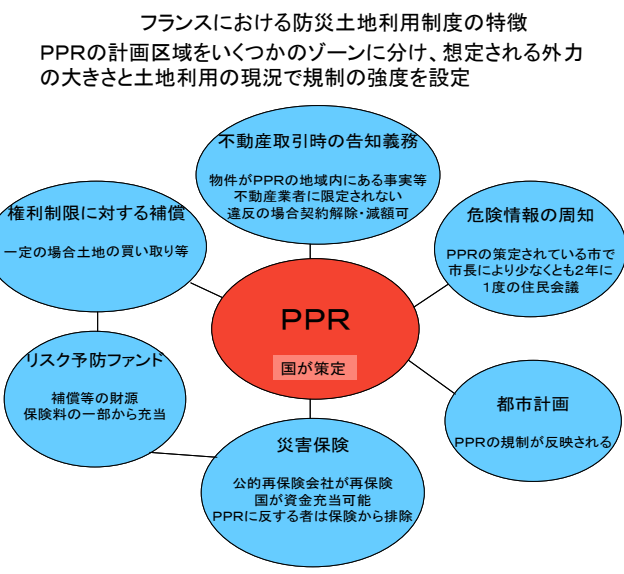 フランスにおける防災土地利用制度の特徴
PPRの計画区域をいくつかのゾーンに分け、想定される外力
の大きさと土地利用の現況で規制の強度を設定
不動産取引時の告知義務
物件がPPRの地域内にある事実等
不動産業者に限定されない
違反の場合契約解除・減額可
権利制限に対する補償
一定の場合土地の買い取り等
危険情報の周知
PPRの策定されている市で
市長により少なくとも2年に
1度の住民会議
PPR
国が策定
リスク予防ファンド
補償等の財源
保険料の一部から充当
都市計画
PPRの規制が反映される
災害保険
公的再保険会社が再保険
国が資金充当可能
PPRに反する者は保険から排除